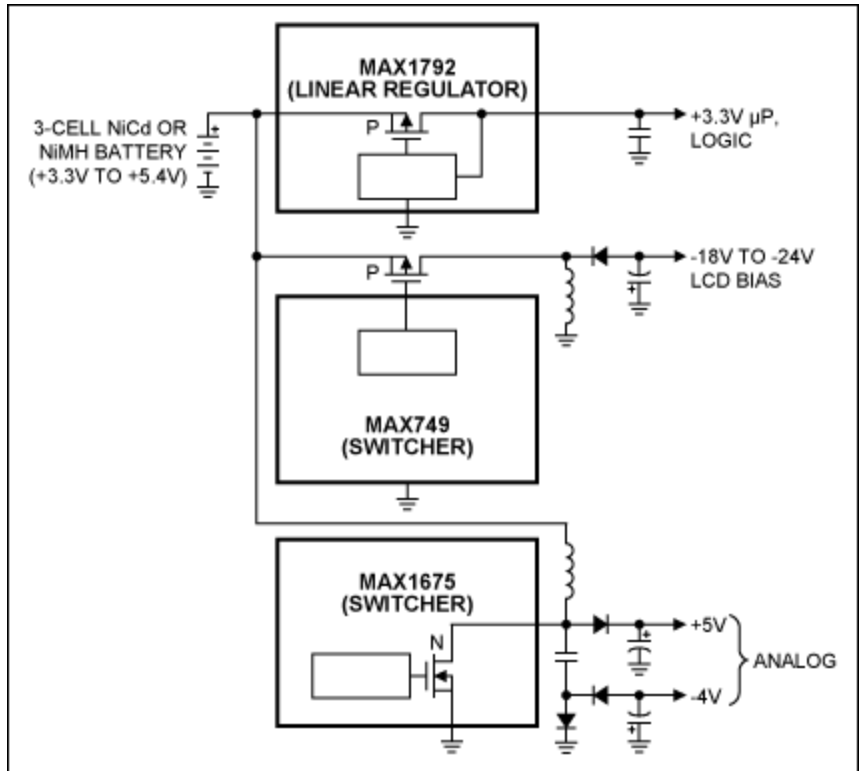 MAX1792
(LINEAR REGULATOR)
3-CELL NiCd OR
NiMH BATTERY
(+3.3V TO +5.4V)
P
+3.3V µP,
LOGIC
P
-18V TO -24V
LCD BIAS
MAX749
(SWITCHER)
MAX1675
(SWITCHER)
N
+5V
ANALOG
-4V